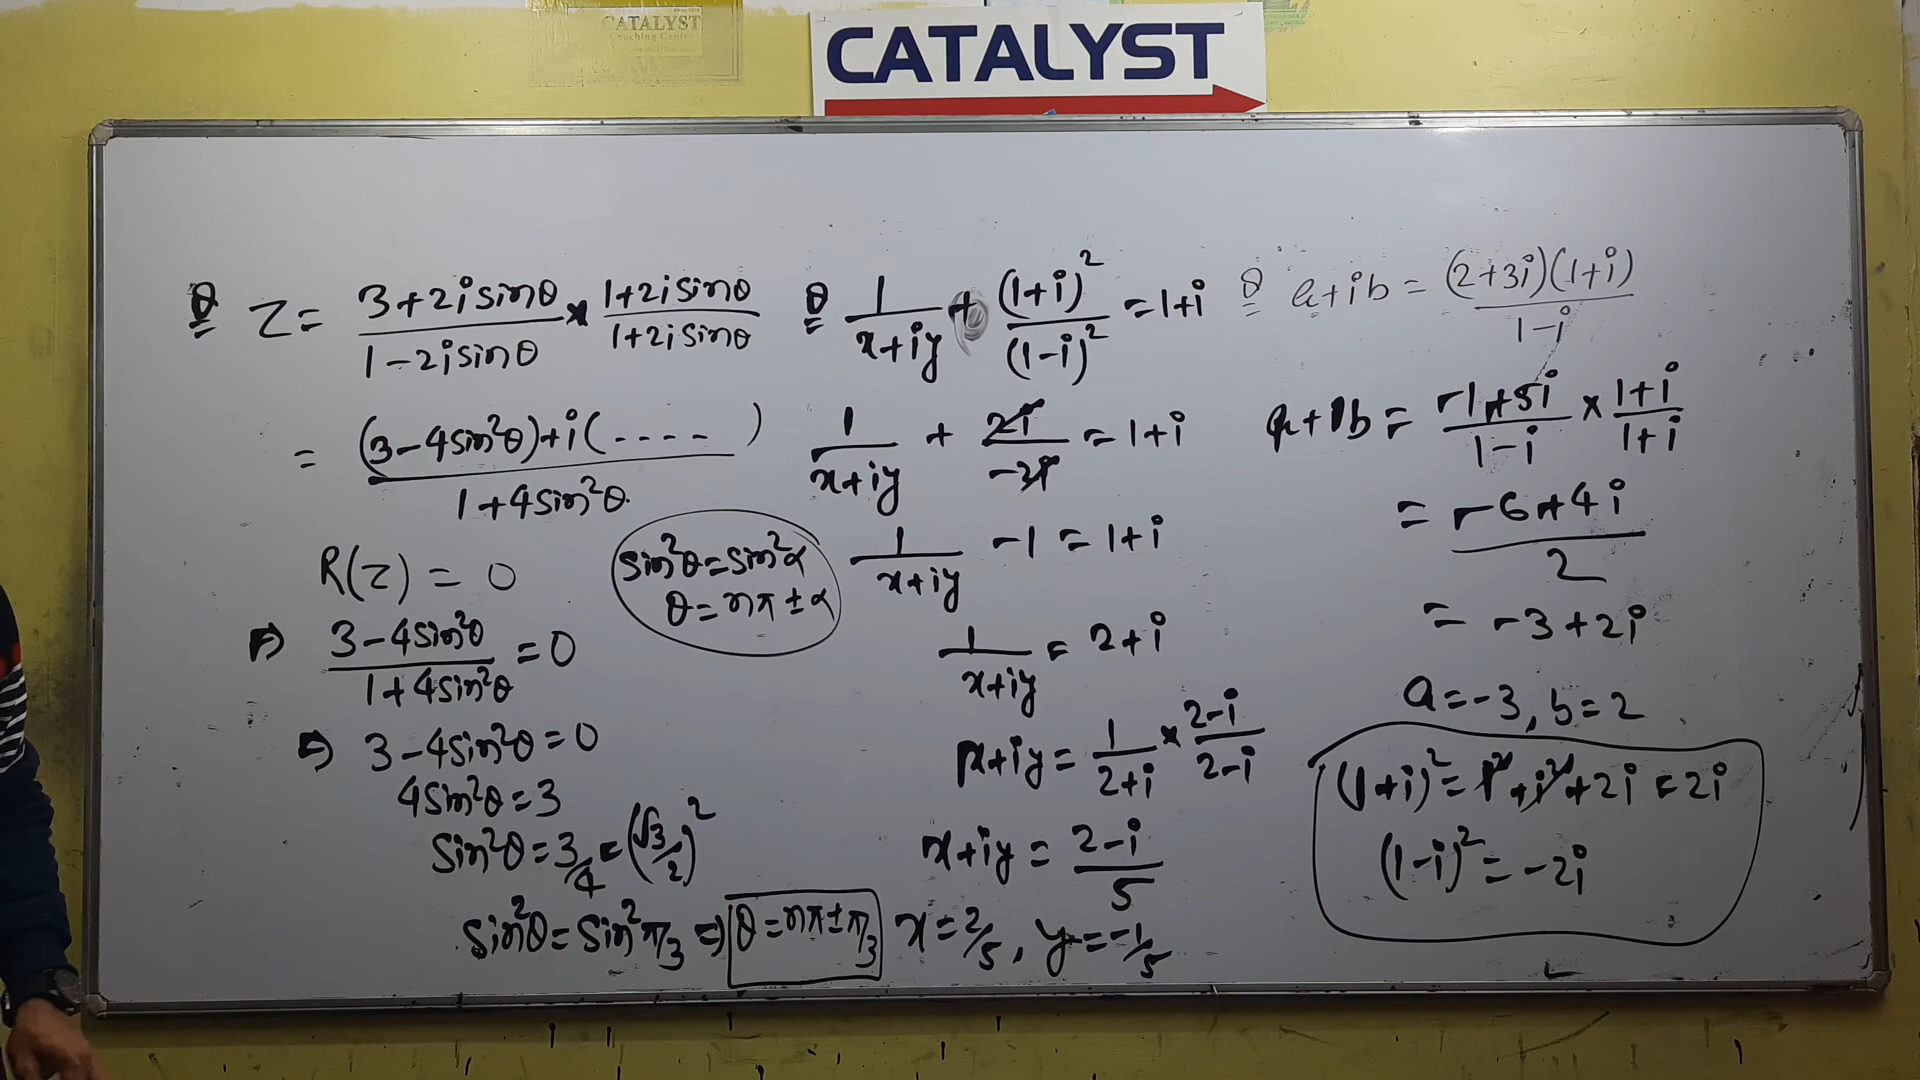 CATALYST
CATALYST
Coaching Centre
Q Z = (3+2i sinθ)/(1-2i sinθ) × (1+2i sinθ)/(1+2i sinθ)
= ((3-4sin²θ)+i(....))/(1+4sin²θ)
R(z) = 0
⇒ (3-4sin²θ)/(1+4sin²θ) = 0
⇒ 3-4sin²θ=0
4sin²θ=3
sin²θ=3/4=(√3/2)²
sin²θ=sin²π/3 ⇒ θ=nπ±π/3
sin²θ=sin²α
θ=nπ±α
Q 1/(x+iy) + (1+i)²/(1-i)² = 1+i
1/(x+iy) + 2i/-2i = 1+i
1/(x+iy) -1 = 1+i
1/(x+iy) = 2+i
x+iy = 1/(2+i) × (2-i)/(2-i)
x+iy = (2-i)/5
x=2/5, y=-1/5
Q a+ib = (2+3i)(1+i)/(1-i)
a+ib = (-1+5i)/(1-i) × (1+i)/(1+i)
= (-6+4i)/2
= -3+2i
a=-3, b=2
(1+i)²=1²+i²+2i=2i
(1-i)²=-2i